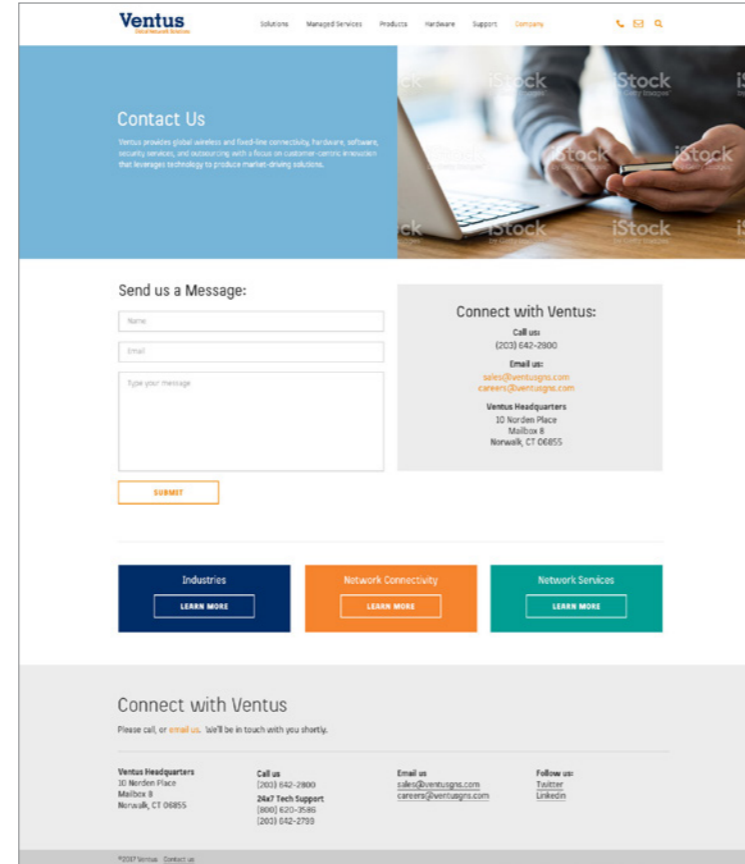 Ventus
Global Network Solutions
Solutions Managed Services Products Hardware Support Company
Contact Us
Ventus provides global wireless and fixed-line connectivity, hardware, software,
security services, and outsourcing with a focus on customer-centric innovation
that leverages technology to produce market-driving solutions.
iStock
by Getty Images
Send us a Message:
Name
Email
Type your message
SUBMIT
Connect with Ventus:
Call us:
(203) 642-2800
Email us:
sales@ventusgns.com
careers@ventusgns.com
Ventus Headquarters
10 Norden Place
Mailbox 8
Norwalk, CT 06855
Industries
LEARN MORE
Network Connectivity
LEARN MORE
Network Services
LEARN MORE
Connect with Ventus
Please call, or email us. We'll be in touch with you shortly.
Ventus Headquarters
10 Norden Place
Mailbox 8
Norwalk, CT 06855
Call us
(203) 642-2800
24x7 Tech Support
(800) 620-3586
(203) 642-2799
Email us
sales@ventusgns.com
careers@ventusgns.com
Follow us:
Twitter
Linkedin
©2017 Ventus Contact us